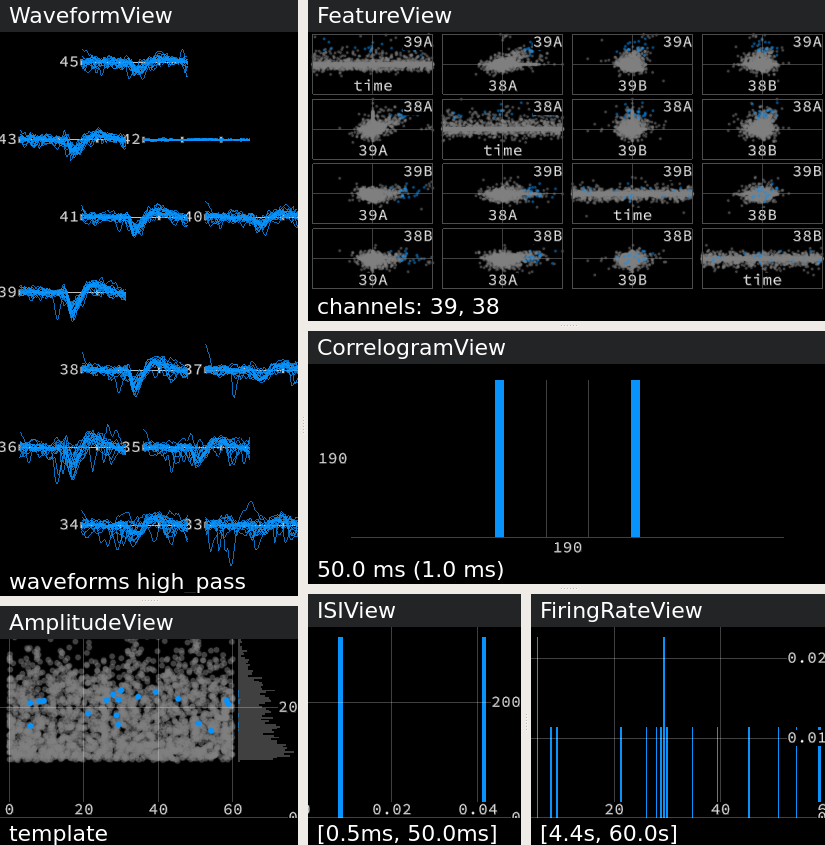 WaveformView
45
43 42
41 40
39
38 37
36 35
34 33
waveforms high_pass
FeatureView
39A 39A 39A 39A
time 38A 39B 38B
38A 38A 38A 38A
39A time 39B 38B
39B 39B 39B 39B
39A 38A time 38B
38B 38B 38B 38B
39A 38A 39B time
channels: 39, 38
CorrelogramView
190
190
50.0 ms (1.0 ms)
AmplitudeView
20
0 20 40 60
template
ISIView
200
0.02 0.04
[0.5ms, 50.0ms]
FiringRateView
0.02
0.01
20 40
[4.4s, 60.0s]